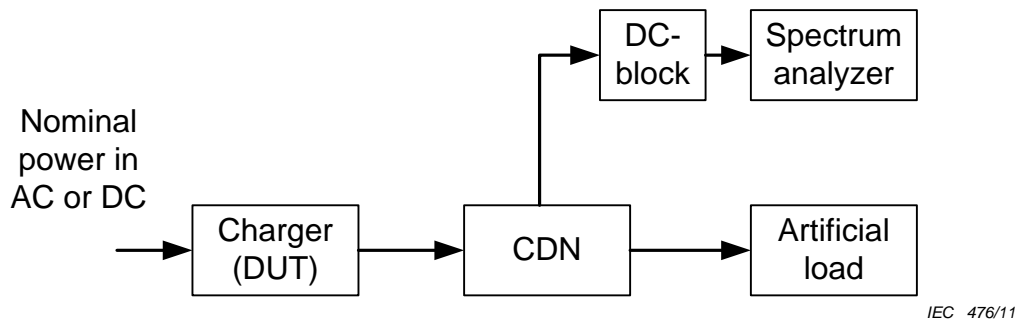 DC-
block
Spectrum
analyzer
Nominal
power in
AC or DC
Charger
(DUT)
CDN
Artificial
load
IEC 476/11